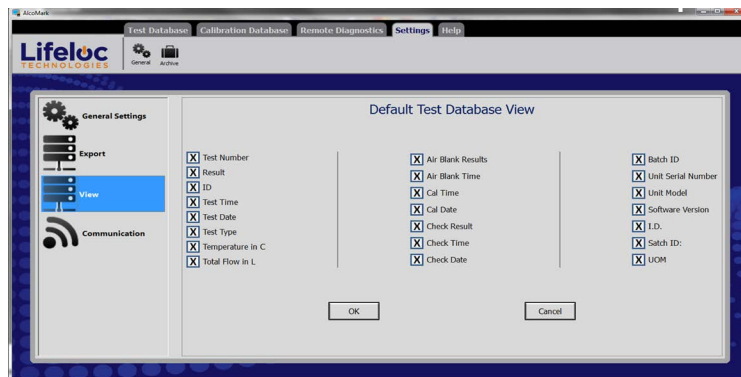 AlcoMark
Test Database Calibration Database Remote Diagnostics Settings Help
Lifeloc
TECHNOLOGIES
General Archive
General Settings
Export
View
Communication
Default Test Database View
X Test Number
X Result
X ID
X Test Time
X Test Date
X Test Type
X Temperature in C
X Total Flow in L
X Air Blank Results
X Air Blank Time
X Cal Time
X Cal Date
X Check Result
X Check Time
X Check Date
X Batch ID
X Unit Serial Number
X Unit Model
X Software Version
X I.D.
X Satch ID:
X UOM
OK Cancel